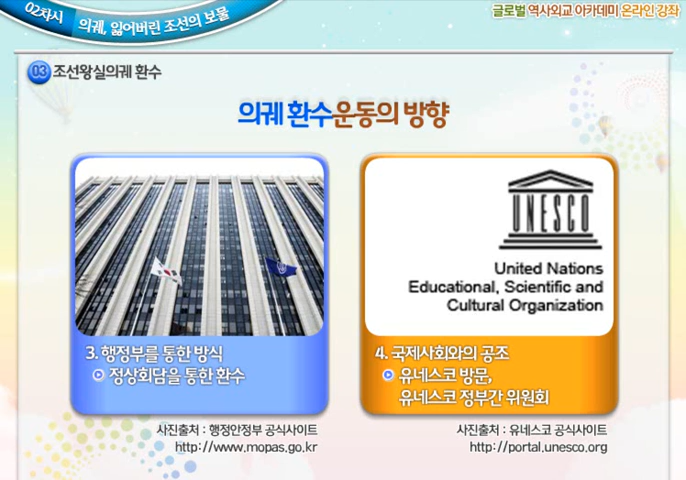 02차시
의궤, 잃어버린 조선의 보물
글로벌 역사외교 아카데미 온라인 강좌
03 조선왕실의궤 환수
의궤 환수운동의 방향
3. 행정부를 통한 방식
정상회담을 통한 환수
사진출처 : 행정안정부 공식사이트
http://www.mopas.go.kr
UNESCO
United Nations
Educational, Scientific and
Cultural Organization
4. 국제사회와의 공조
유네스코 방문,
유네스코 정부간 위원회
사진출처 : 유네스코 공식사이트
http://portal.unesco.org